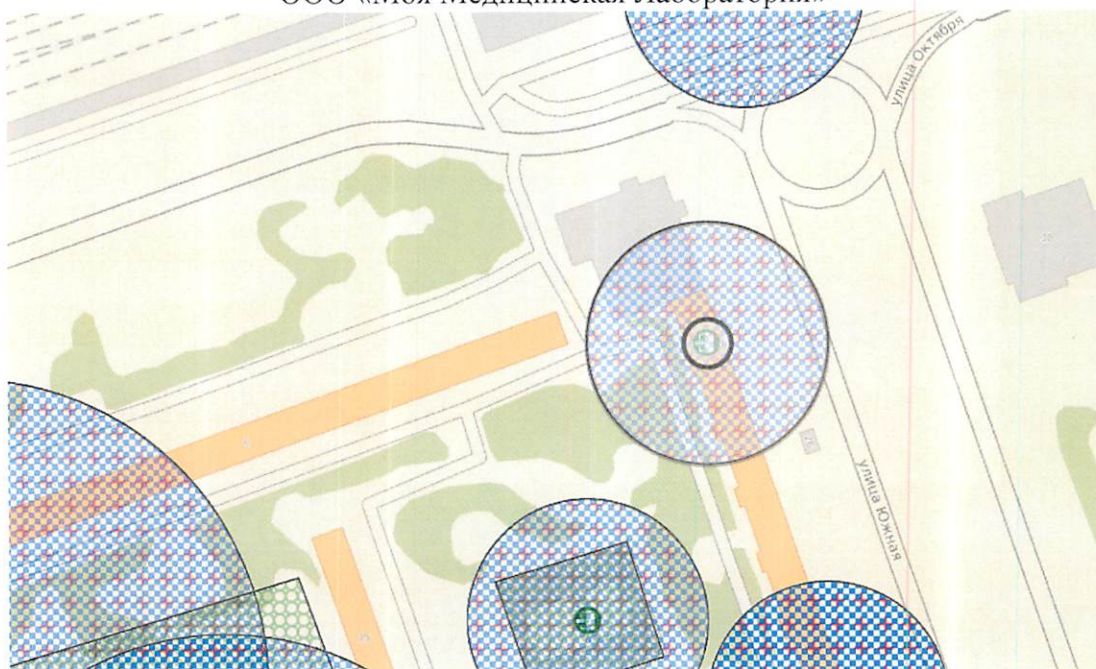 ООО «Моя Медицинская Лаборатория»
улица Октября
улица Южная